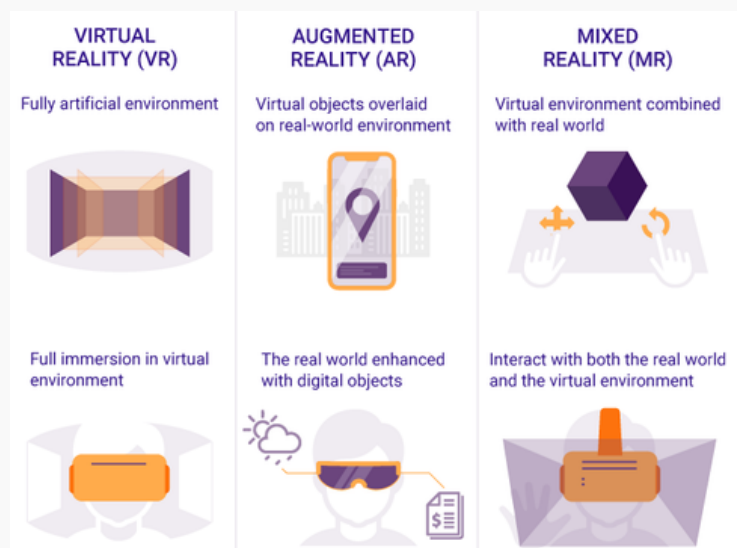 VIRTUAL
REALITY (VR)
Fully artificial environment
Full immersion in virtual
environment
AUGMENTED
REALITY (AR)
Virtual objects overlaid
on real-world environment
The real world enhanced
with digital objects
$
MIXED
REALITY (MR)
Virtual environment combined
with real world
Interact with both the real world
and the virtual environment